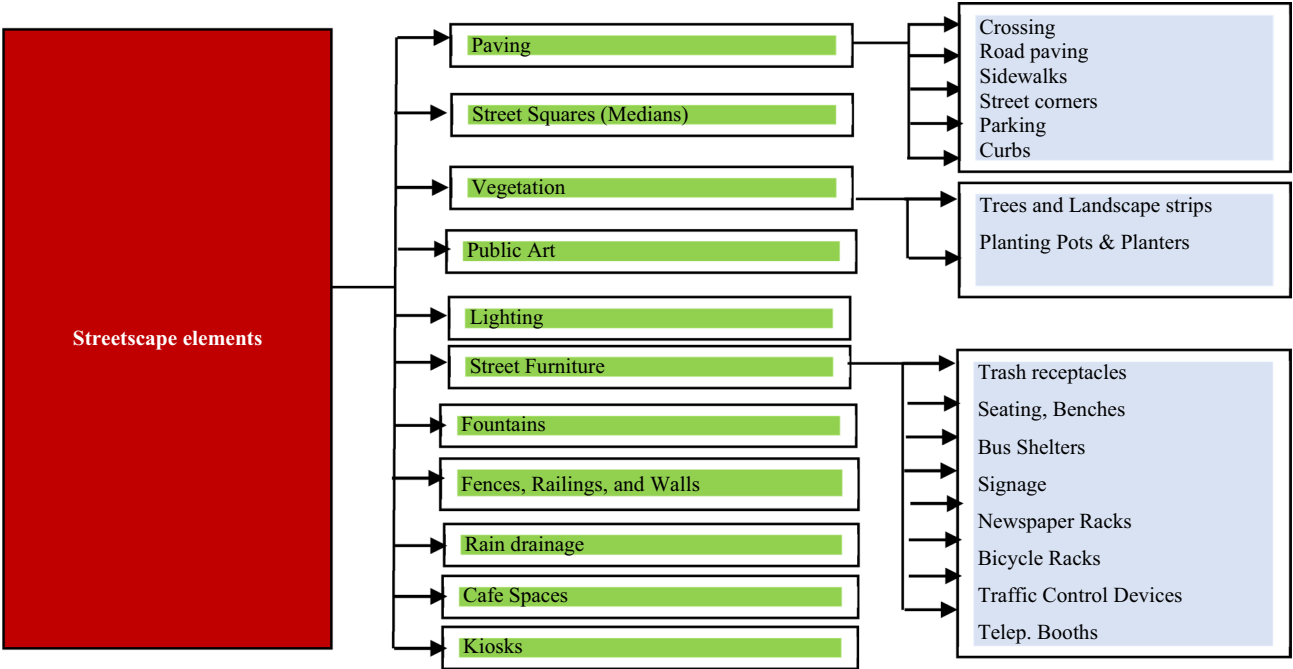 Streetscape elements
Paving
Street Squares (Medians)
Vegetation
Public Art
Lighting
Street Furniture
Fountains
Fences, Railings, and Walls
Rain drainage
Cafe Spaces
Kiosks
Crossing
Road paving
Sidewalks
Street corners
Parking
Curbs
Trees and Landscape strips
Planting Pots & Planters
Trash receptacles
Seating, Benches
Bus Shelters
Signage
Newspaper Racks
Bicycle Racks
Traffic Control Devices
Telep. Booths